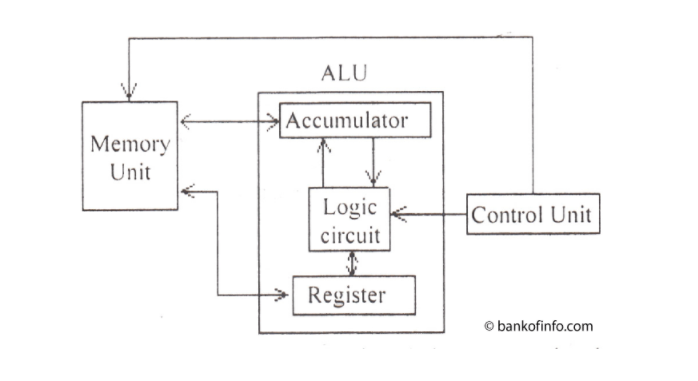 ALU
Accumulator
Memory
Unit
Logic
circuit
Control Unit
Register
© bankofinfo.com